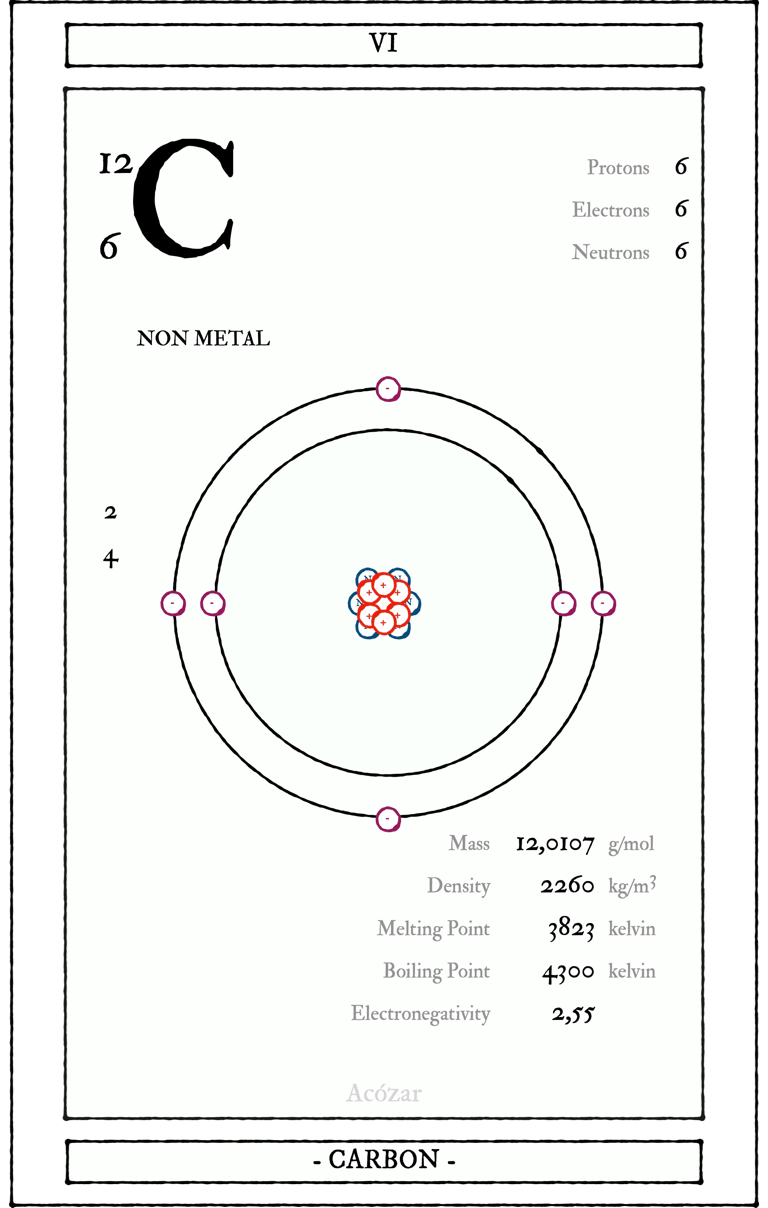 VI
12
C
6
Protons 6
Electrons 6
Neutrons 6
NON METAL
2
4
-
- - - -
N N
+
+ +
N N
+ +
+
-
Mass 12,0107 g/mol
Density 2260 kg/m³
Melting Point 3823 kelvin
Boiling Point 4300 kelvin
Electronegativity 2,55
Acózar
- CARBON -